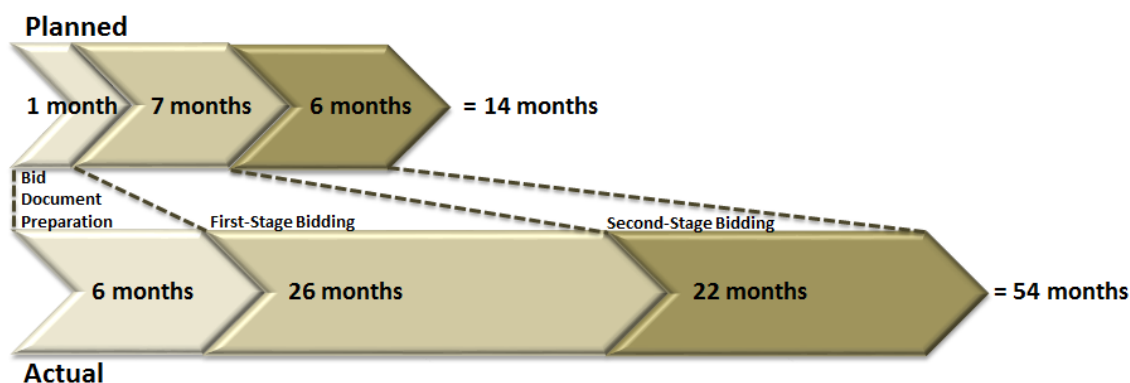 Planned
1 month 7 months 6 months = 14 months
Bid
Document
Preparation First-Stage Bidding Second-Stage Bidding
6 months 26 months 22 months = 54 months
Actual